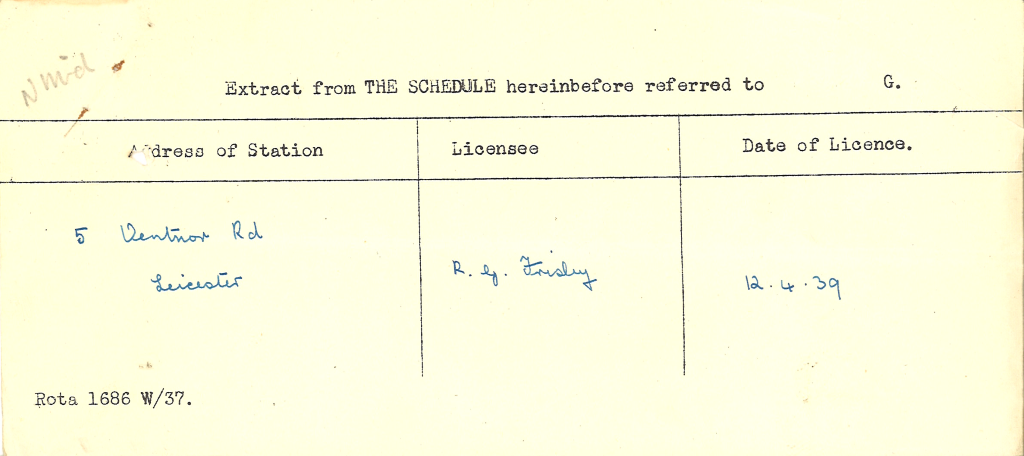 N Mid
Extract from THE SCHEDULE hereinbefore referred to G.
Address of Station Licensee Date of Licence.
5 Ventnor Rd
Leicester
R. G. Frisby
12.4.39
Rota 1686 W/37.